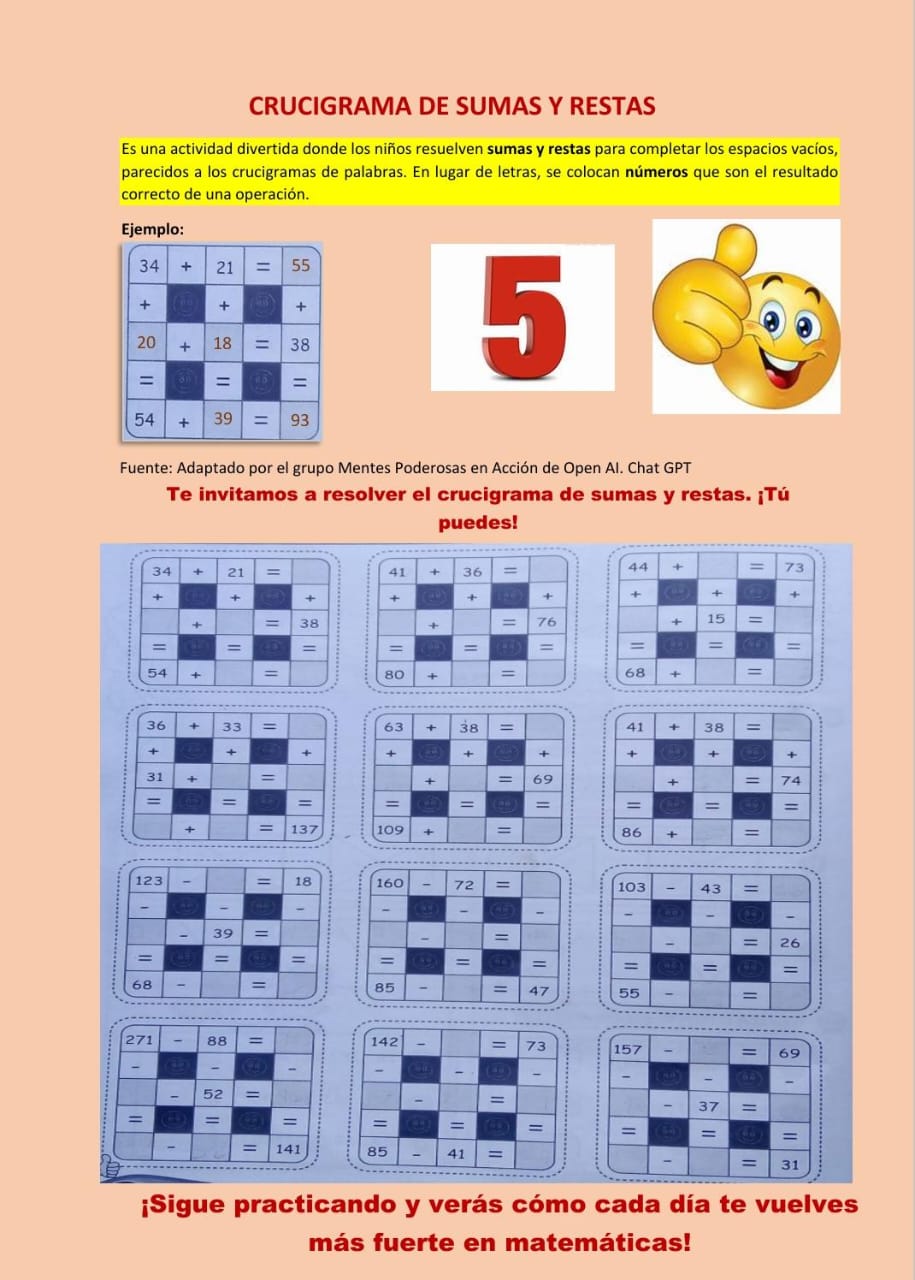 CRUCIGRAMA DE SUMAS Y RESTAS
Es una actividad divertida donde los niños resuelven sumas y restas para completar los espacios vacíos,
parecidos a los crucigramas de palabras. En lugar de letras, se colocan números que son el resultado
correcto de una operación.
Ejemplo:
34 + 21 = 55
+ + +
20 + 18 = 38
= = =
54 + 39 = 93
5
Fuente: Adaptado por el grupo Mentes Poderosas en Acción de Open AI. Chat GPT
Te invitamos a resolver el crucigrama de sumas y restas. ¡Tú
puedes!
34 + 21 =
+ + +
+ = 38
= = =
54 + =
41 + 36 =
+ + +
+ = 76
= = =
80 + =
44 + = 73
+ + +
+ 15 =
= = =
68 + =
36 + 33 =
+ + +
31 + =
= = =
+ = 137
63 + 38 =
+ + +
+ = 69
= = =
109 + =
41 + 38 =
+ + +
+ = 74
= = =
86 + =
123 - = 18
- - -
- 39 =
= = =
68 - =
160 - 72 =
- - -
- =
= = =
85 - = 47
103 - 43 =
- - -
- = 26
= = =
55 - =
271 - 88 =
- - -
- 52 =
= = =
- = 141
142 - = 73
- - -
- =
= = =
85 - 41 =
157 - = 69
- - -
- 37 =
= = =
- = 31
¡Sigue practicando y verás cómo cada día te vuelves
más fuerte en matemáticas!